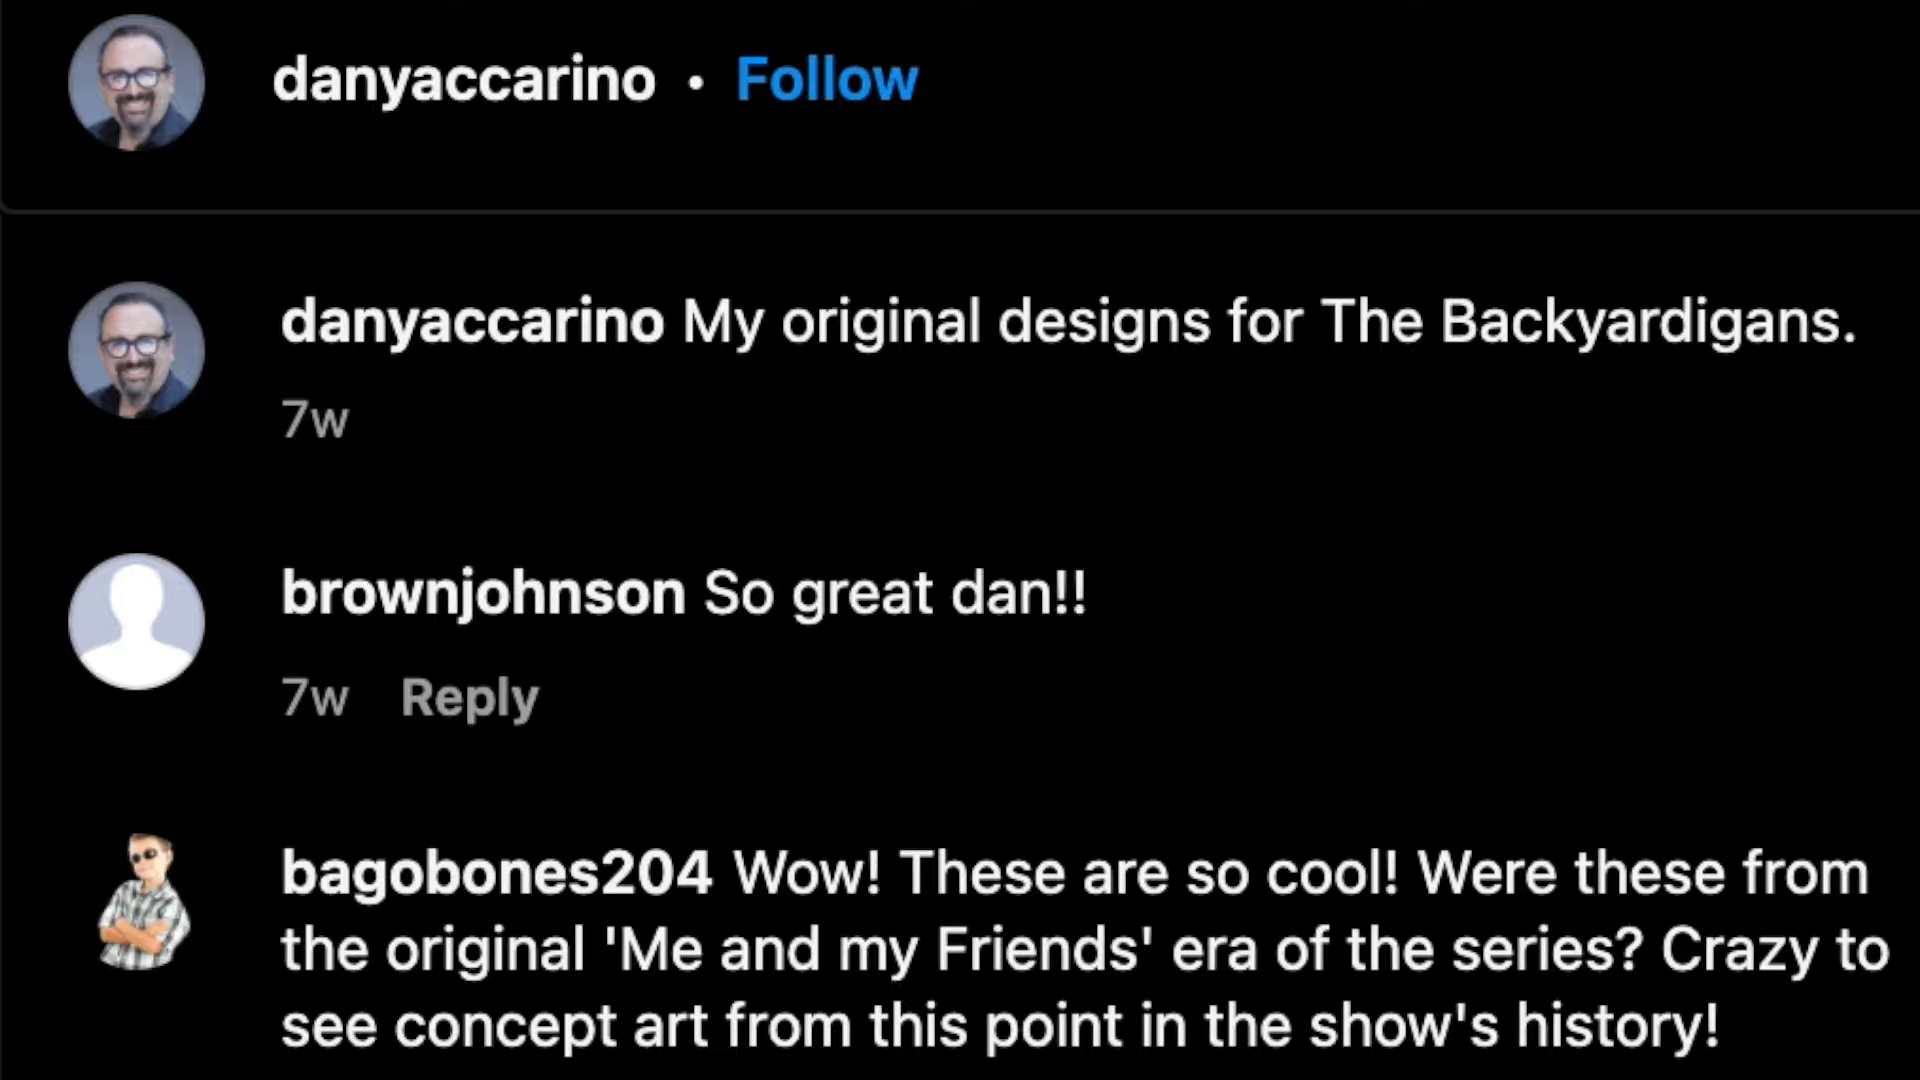 danyaccarino • Follow
danyaccarino My original designs for The Backyardigans.
7w
brownjohnson So great dan!!
7w Reply
bagobones204 Wow! These are so cool! Were these from
the original 'Me and my Friends' era of the series? Crazy to
see concept art from this point in the show's history!